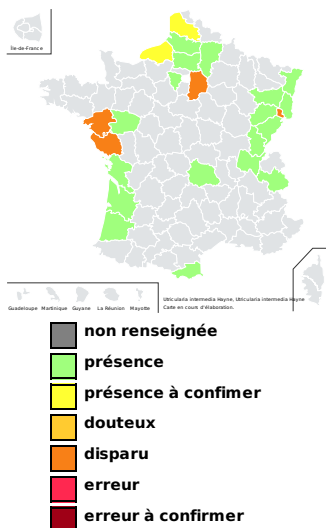 Île-de-France
Guadeloupe Martinique Guyane La Réunion Mayotte
Utricularia intermedia Hayne, Utricularia intermedia Hayne
Carte en cours d'élaboration.
non renseignée
présence
présence à confimer
douteux
disparu
erreur
erreur à confirmer